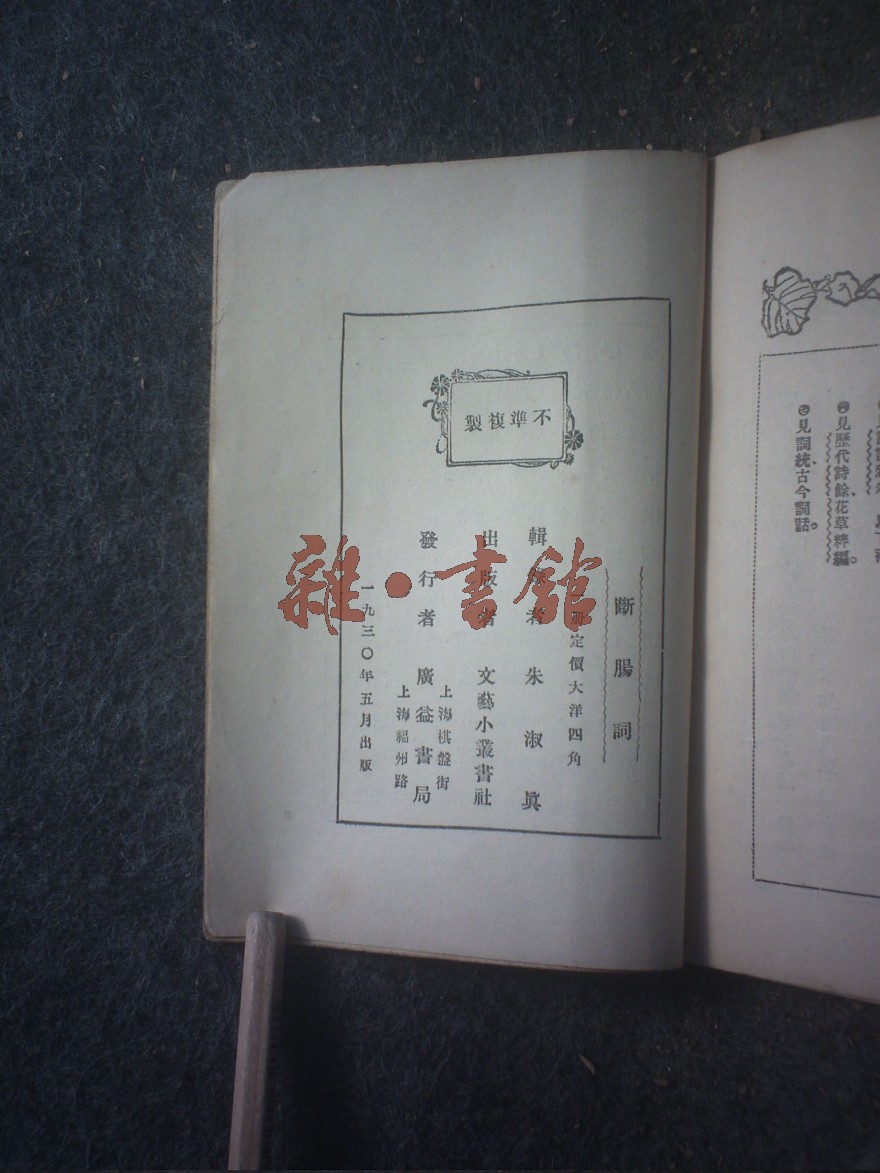 見歷代詩餘、花草粹編。
見詞統、古今詞話。
不準複製
斷腸詞
冊定價大洋四角
輯 者 朱淑眞
出版者 文藝小叢書社
發行者 廣益書局
上海棋盤街
上海福州路
一九三〇年五月出版
雜·書館